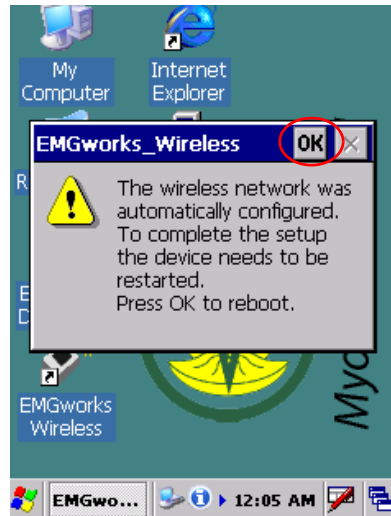 My
Computer
Internet
Explorer
EMGworks_Wireless
OK
The wireless network was
automatically configured.
To complete the setup
the device needs to be
restarted.
Press OK to reboot.
R
E
D
Myo
EMGworks
Wireless
EMGwo...
12:05 AM